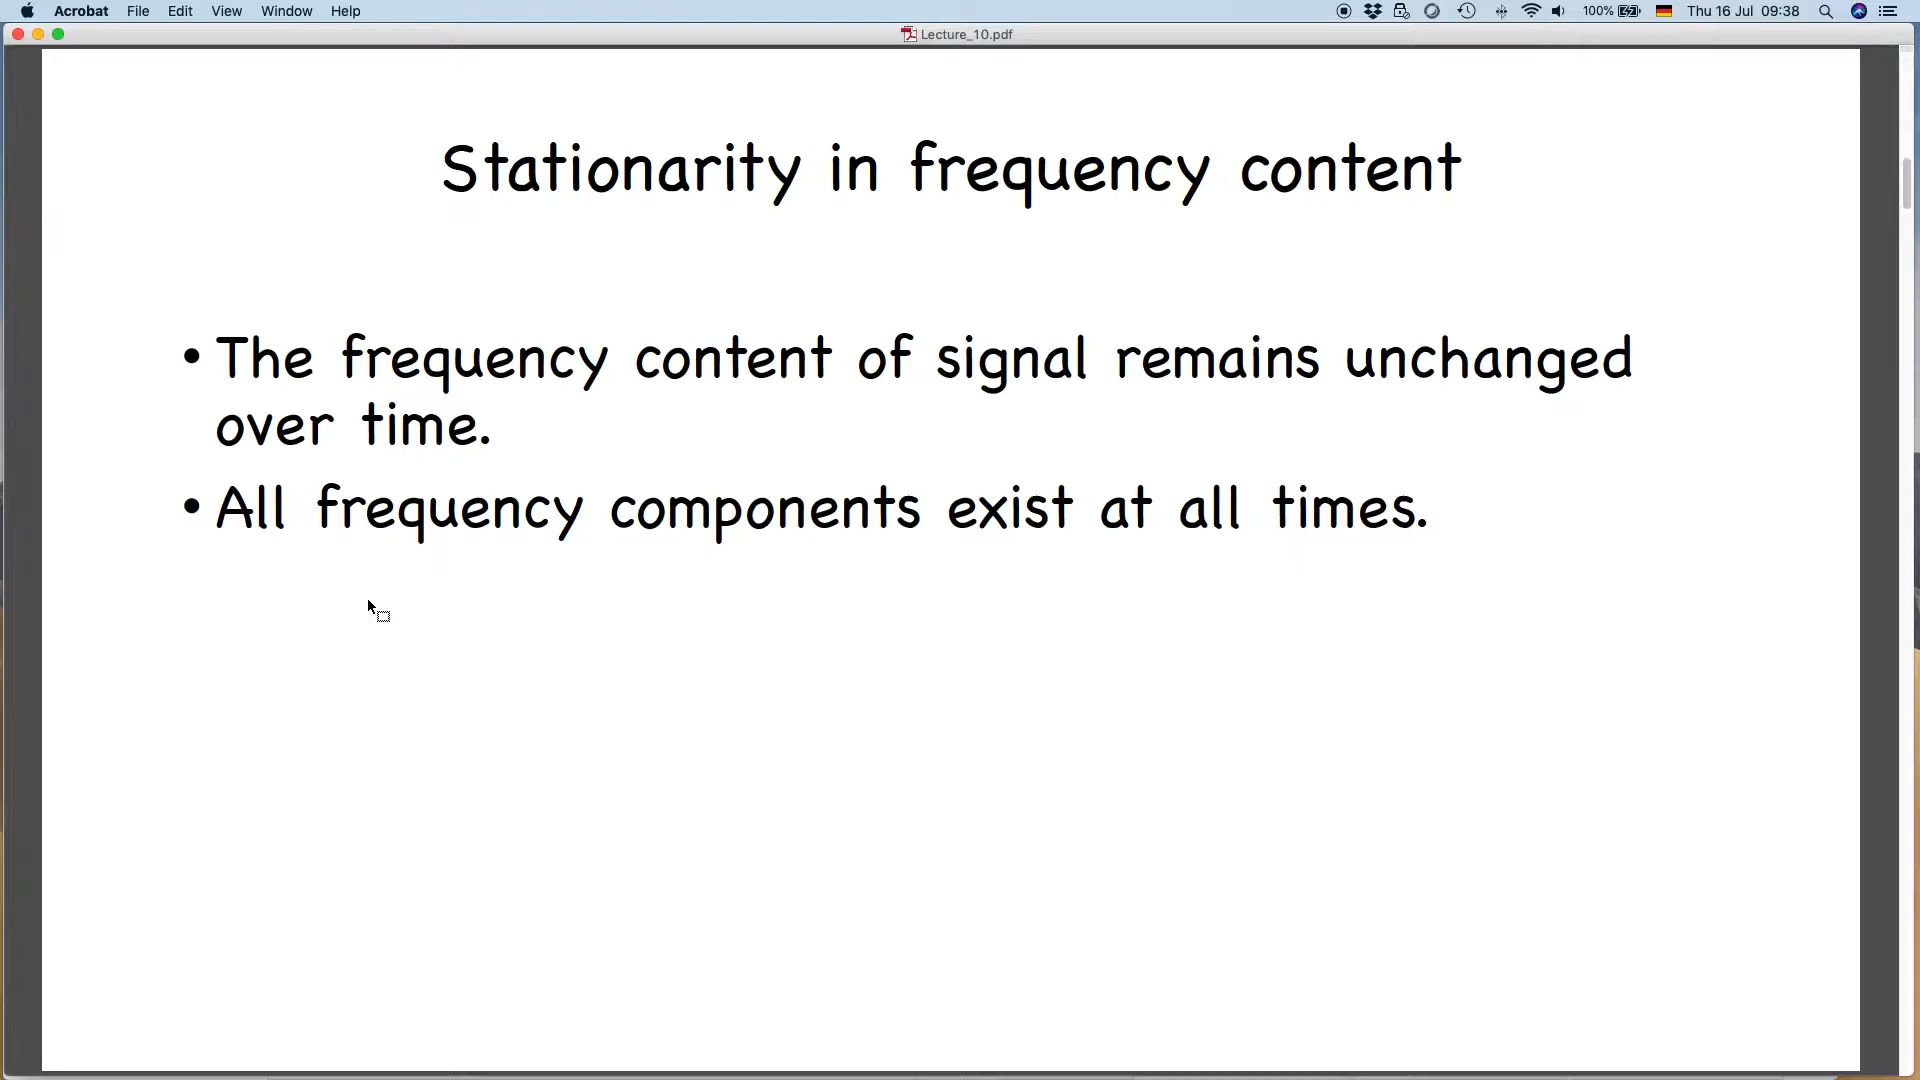 Acrobat File Edit View Window Help 100% Thu 16 Jul 09:38
Lecture_10.pdf
Stationarity in frequency content
• The frequency content of signal remains unchanged
over time.
• All frequency components exist at all times.